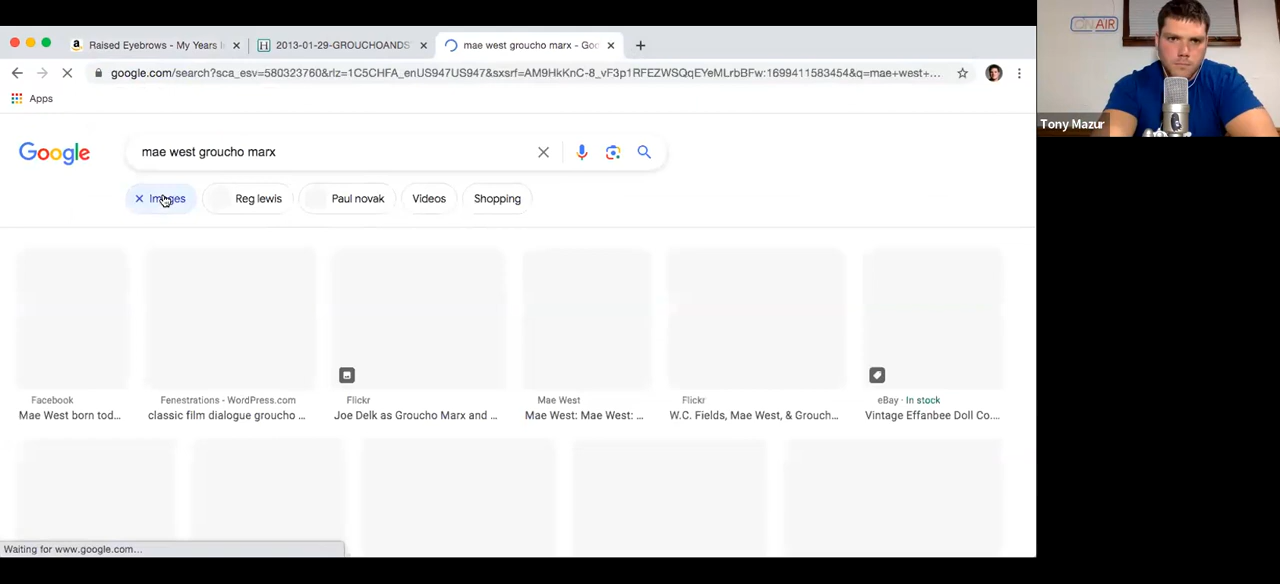 Raised Eyebrows - My Years
2013-01-29-GROUCHOANDS
mae west groucho marx - Goo
google.com/search?sca_esv=580323760&rlz=1C5CHFA_enUS947US947&sxsrf=AM9HkKnC-8_vF3p1RFEZWSQqEYeMLrbBFw:1699411583454&q=mae+west+...
Apps
Google
mae west groucho marx
Images
Reg lewis
Paul novak
Videos
Shopping
Facebook
Mae West born tod...
Fenestrations - WordPress.com
classic film dialogue groucho ...
Flickr
Joe Delk as Groucho Marx and ...
Mae West
Mae West: Mae West: ...
Flickr
W.C. Fields, Mae West, & Grouch...
eBay · In stock
Vintage Effanbee Doll Co....
Waiting for www.google.com...
ON AIR
Tony Mazur